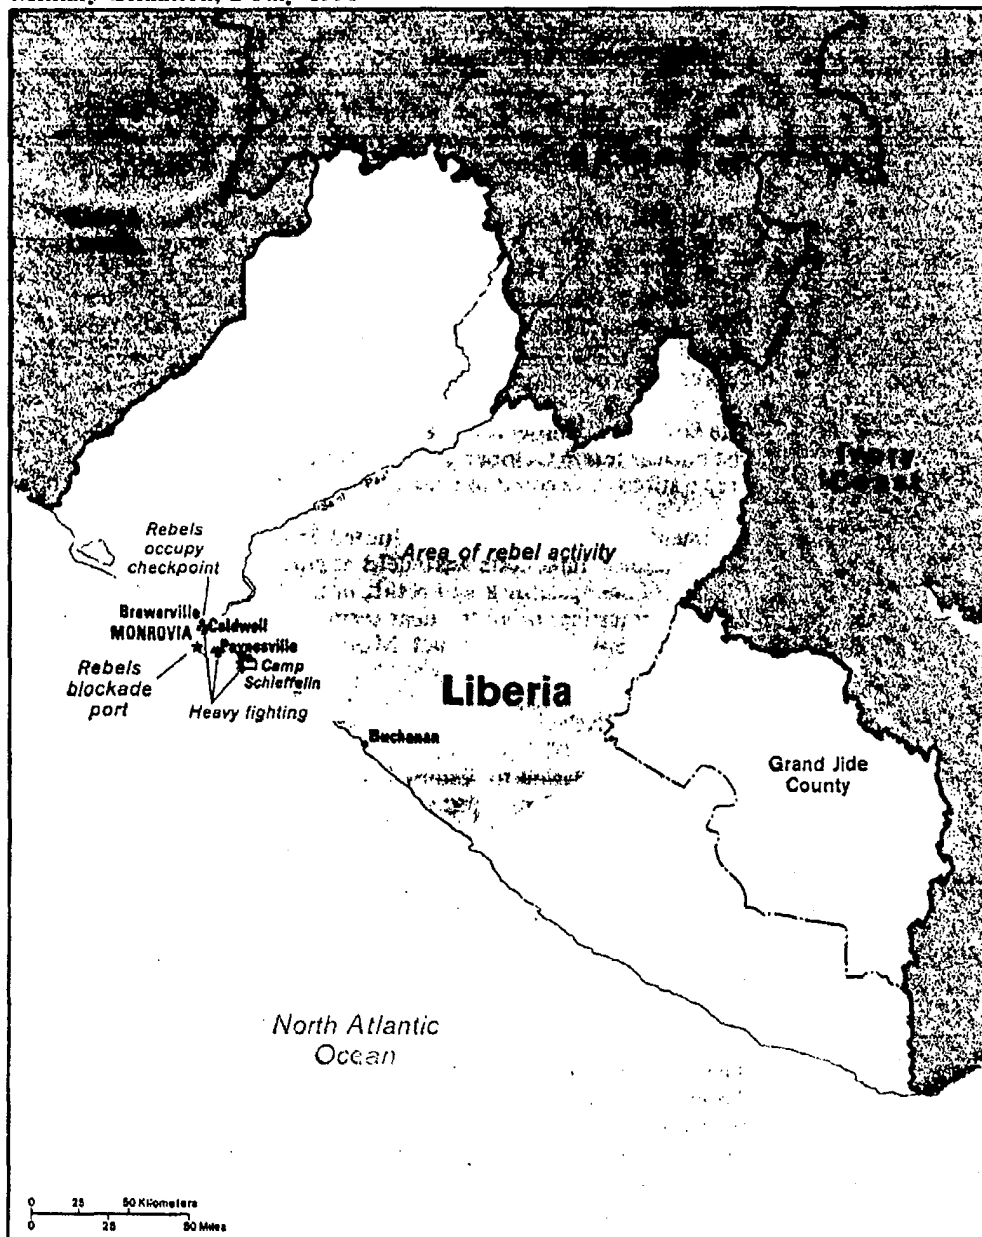 Rebels
occupy
checkpoint
Ivory
Coast
Area of rebel activity
Brewerville
Caldwell
MONROVIA
Paynesville
Camp
Schieffelin
Rebels
blockade
port
Heavy fighting
Liberia
Buchanan
Grand Jide
County
North Atlantic
Ocean
0 25 50 Kilometers
0 25 50 Miles